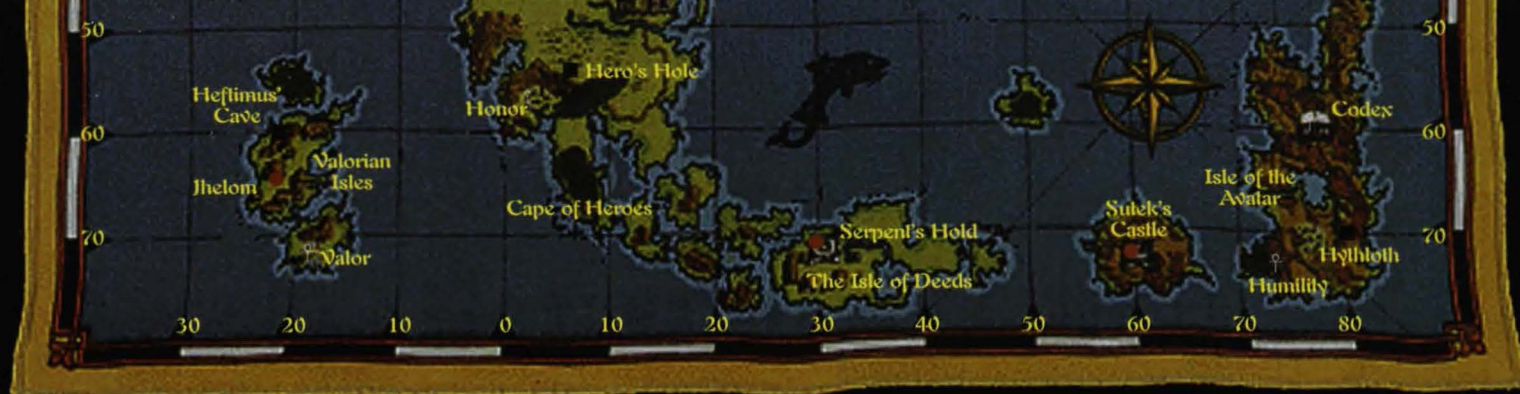 50
50
Hero's Hole
Heftimus'
Cave
Honor
Codex
60
60
Valorian
Isles
Jhelom
Isle of the
Avatar
Cape of Heroes
Sutek's
Castle
70
Serpent's Hold
70
Valor
Hythloth
The Isle of Deeds
Humility
30
20
10
0
10
20
30
40
50
60
70
80